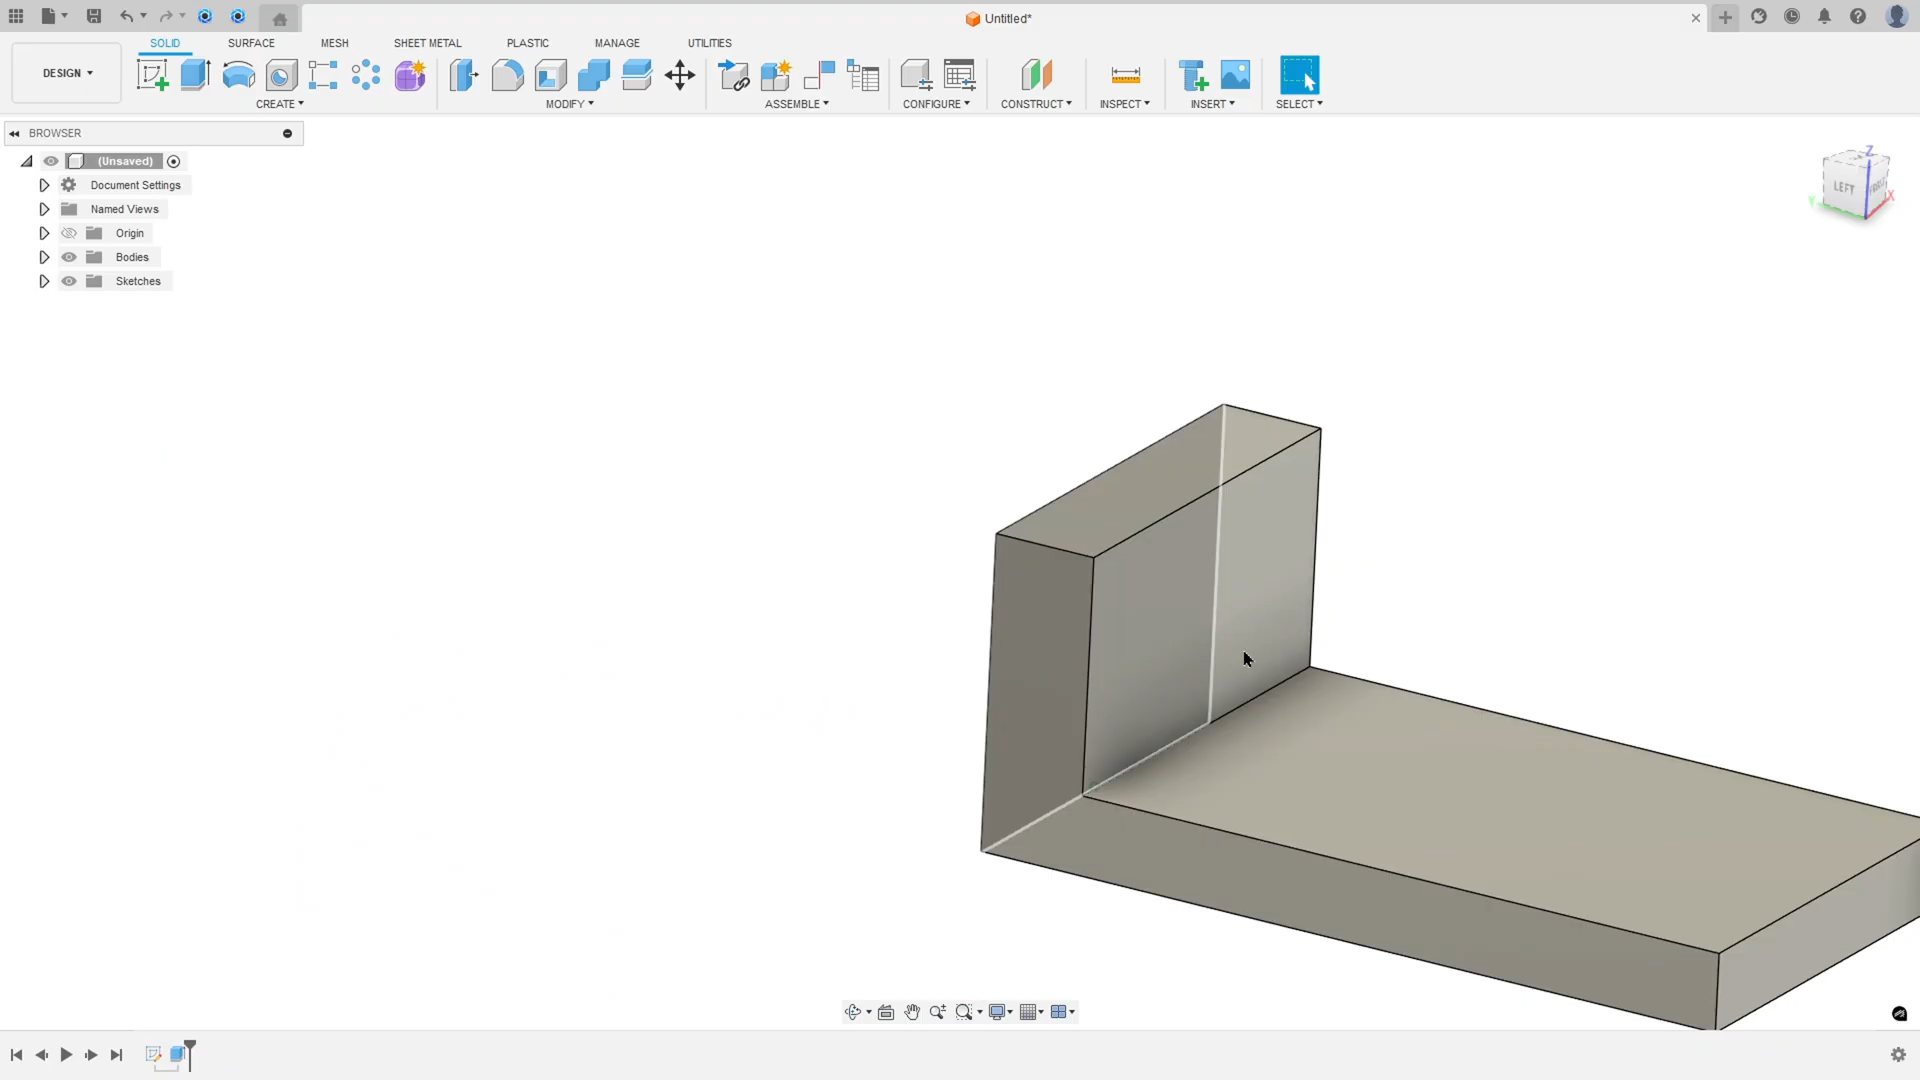 Untitled*
DESIGN
SOLID SURFACE MESH SHEET METAL PLASTIC MANAGE UTILITIES
CREATE MODIFY ASSEMBLE CONFIGURE CONSTRUCT INSPECT INSERT SELECT
BROWSER
(Unsaved)
Document Settings
Named Views
Origin
Bodies
Sketches
Z
LEFT
X
Y